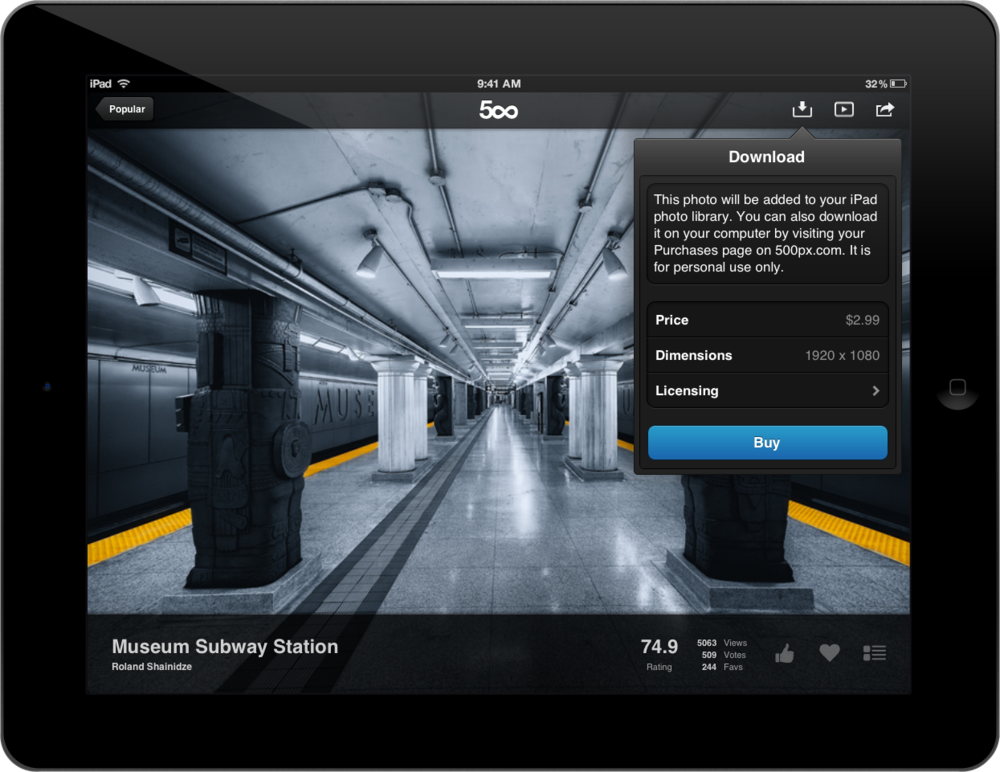 iPad 9:41 AM 32%
Popular
500
Download
This photo will be added to your iPad
photo library. You can also download
it on your computer by visiting your
Purchases page on 500px.com. It is
for personal use only.
Price $2.99
Dimensions 1920 x 1080
Licensing
Buy
MUSEUM
MUSE
Museum Subway Station
Roland Shainidze
74.9
Rating
5063 Views
509 Votes
244 Favs